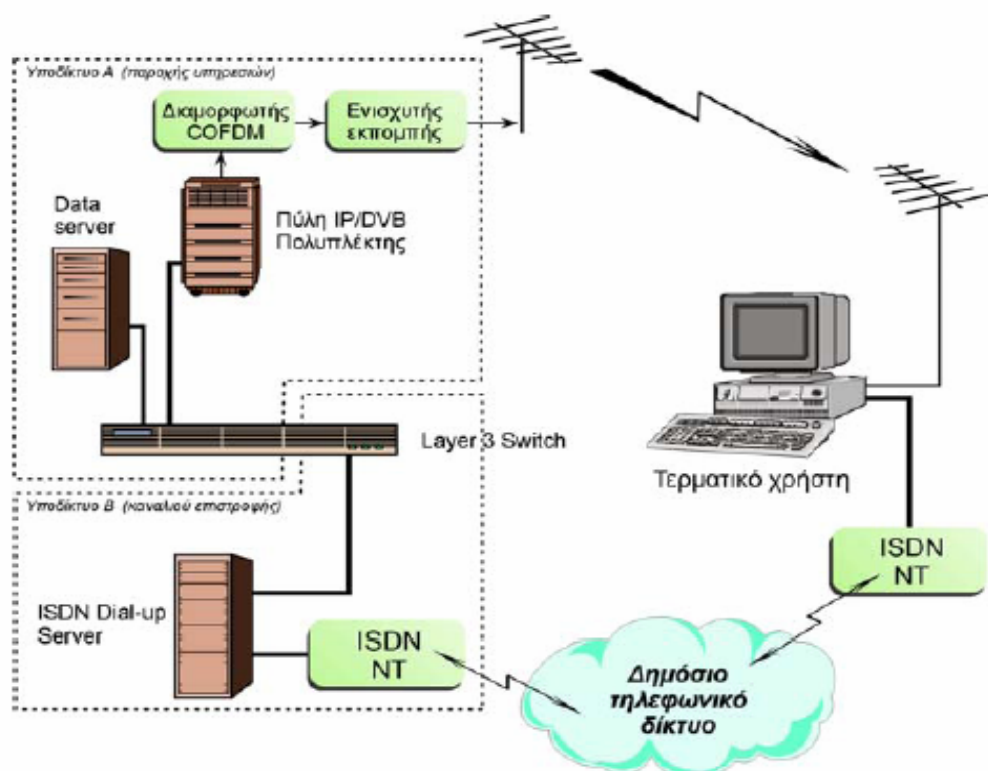 Υποδίκτυο Α (παροχής υπηρεσιών)
Διαμορφωτής
COFDM
Ενισχυτής
εκπομπής
Data
server
Πύλη IP/DVB
Πολυπλέκτης
Layer 3 Switch
Τερματικό χρήστη
Υποδίκτυο Β (καναλιού επιστροφής)
ISDN Dial-up
Server
ISDN
NT
ISDN
NT
Δημόσιο
τηλεφωνικό
δίκτυο